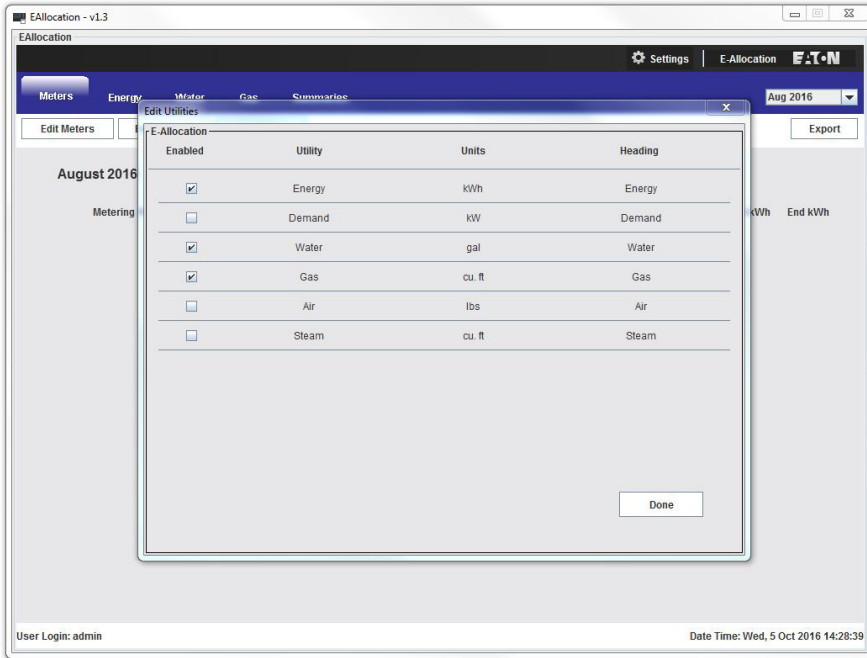 EAllocation - v1.3
EAllocation
Settings E-Allocation EATON
Meters Energy Water Gas Summaries Aug 2016
Edit Utilities
Edit Meters Export
E-Allocation
Enabled Utility Units Heading
August 2016
Energy kWh Energy
Metering kWh End kWh
Demand kW Demand
Water gal Water
Gas cu. ft Gas
Air lbs Air
Steam cu. ft Steam
Done
User Login: admin Date Time: Wed, 5 Oct 2016 14:28:39